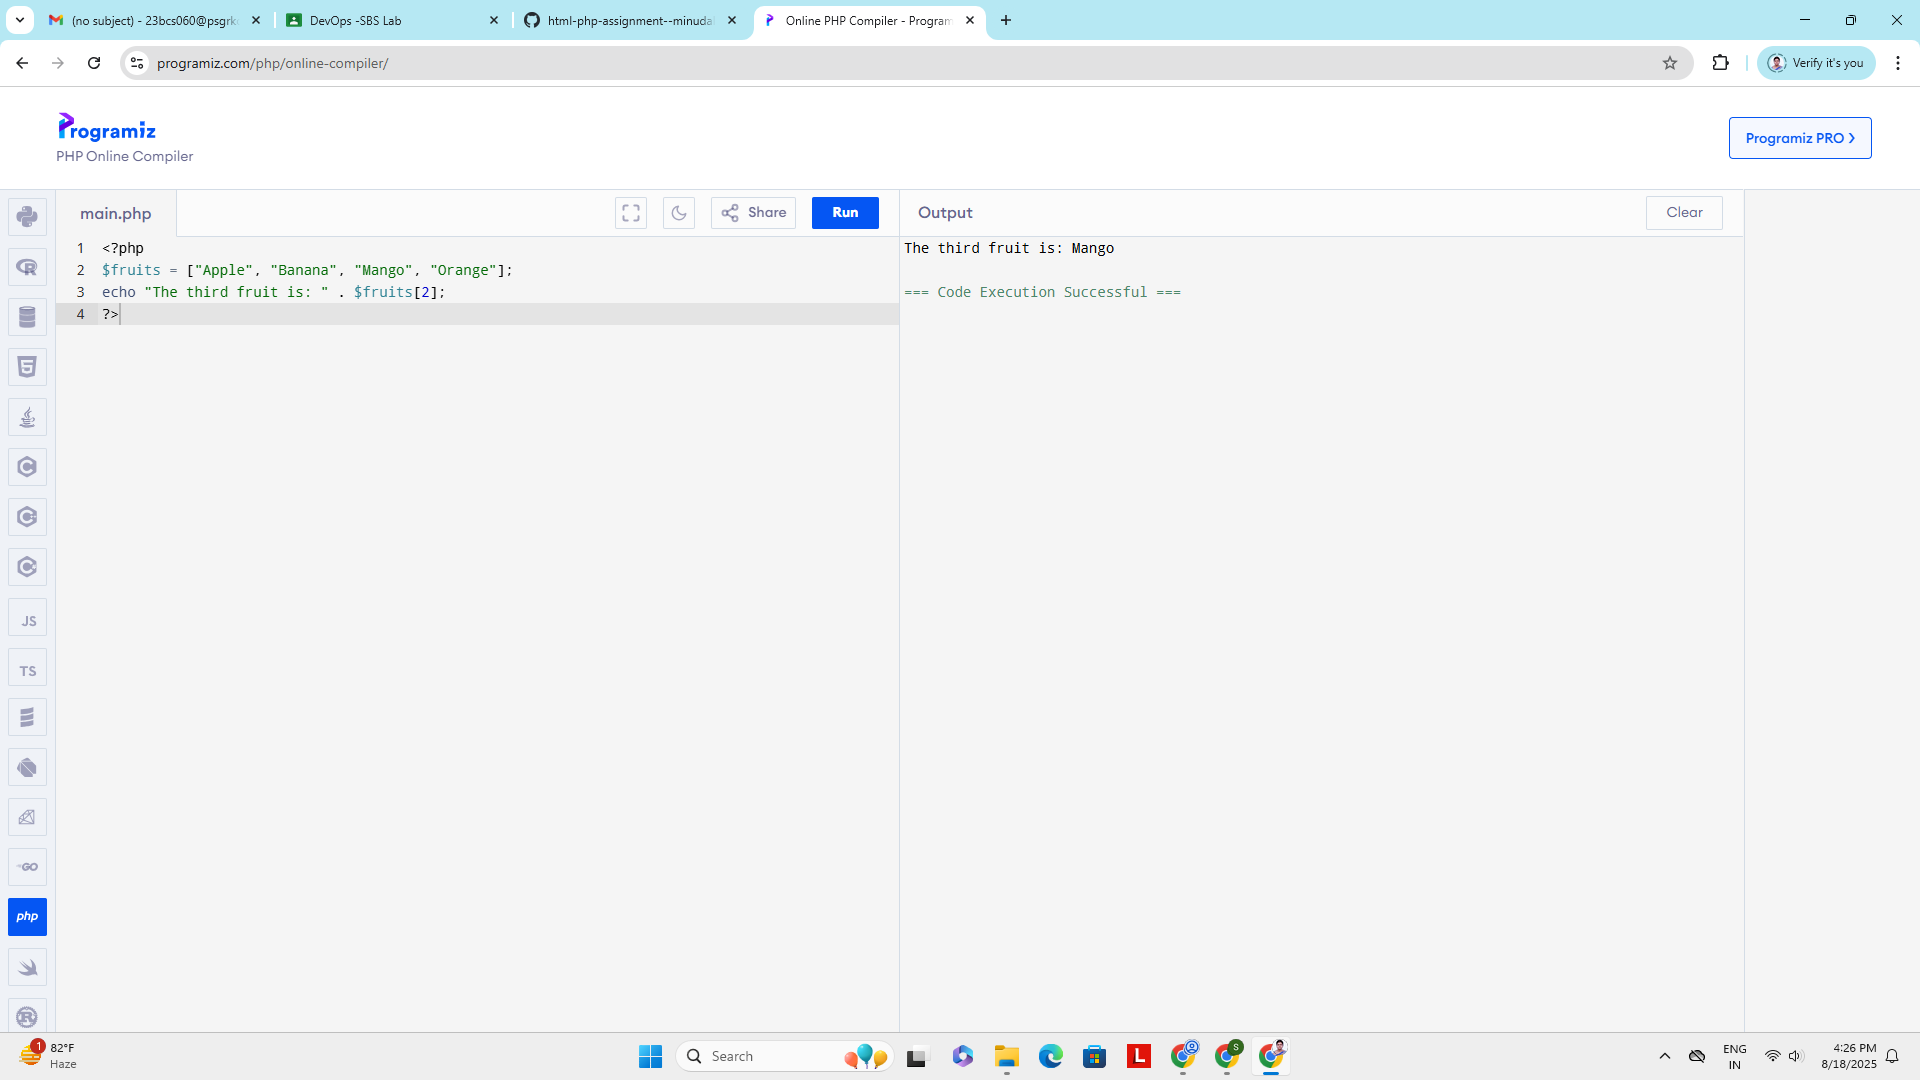 (no subject) - 23bcs060@psgrk
DevOps -SBS Lab
html-php-assignment--minuda
Online PHP Compiler - Program
programiz.com/php/online-compiler/
Verify it's you
Programiz
PHP Online Compiler
Programiz PRO ❯
main.php
Share
Run
Output
Clear
1 <?php
2 $fruits = ["Apple", "Banana", "Mango", "Orange"];
3 echo "The third fruit is: " . $fruits[2];
4 ?>
The third fruit is: Mango
=== Code Execution Successful ===
JS
TS
GO
php
1
82°F
Haze
Search
L
S
ENG
IN
4:26 PM
8/18/2025